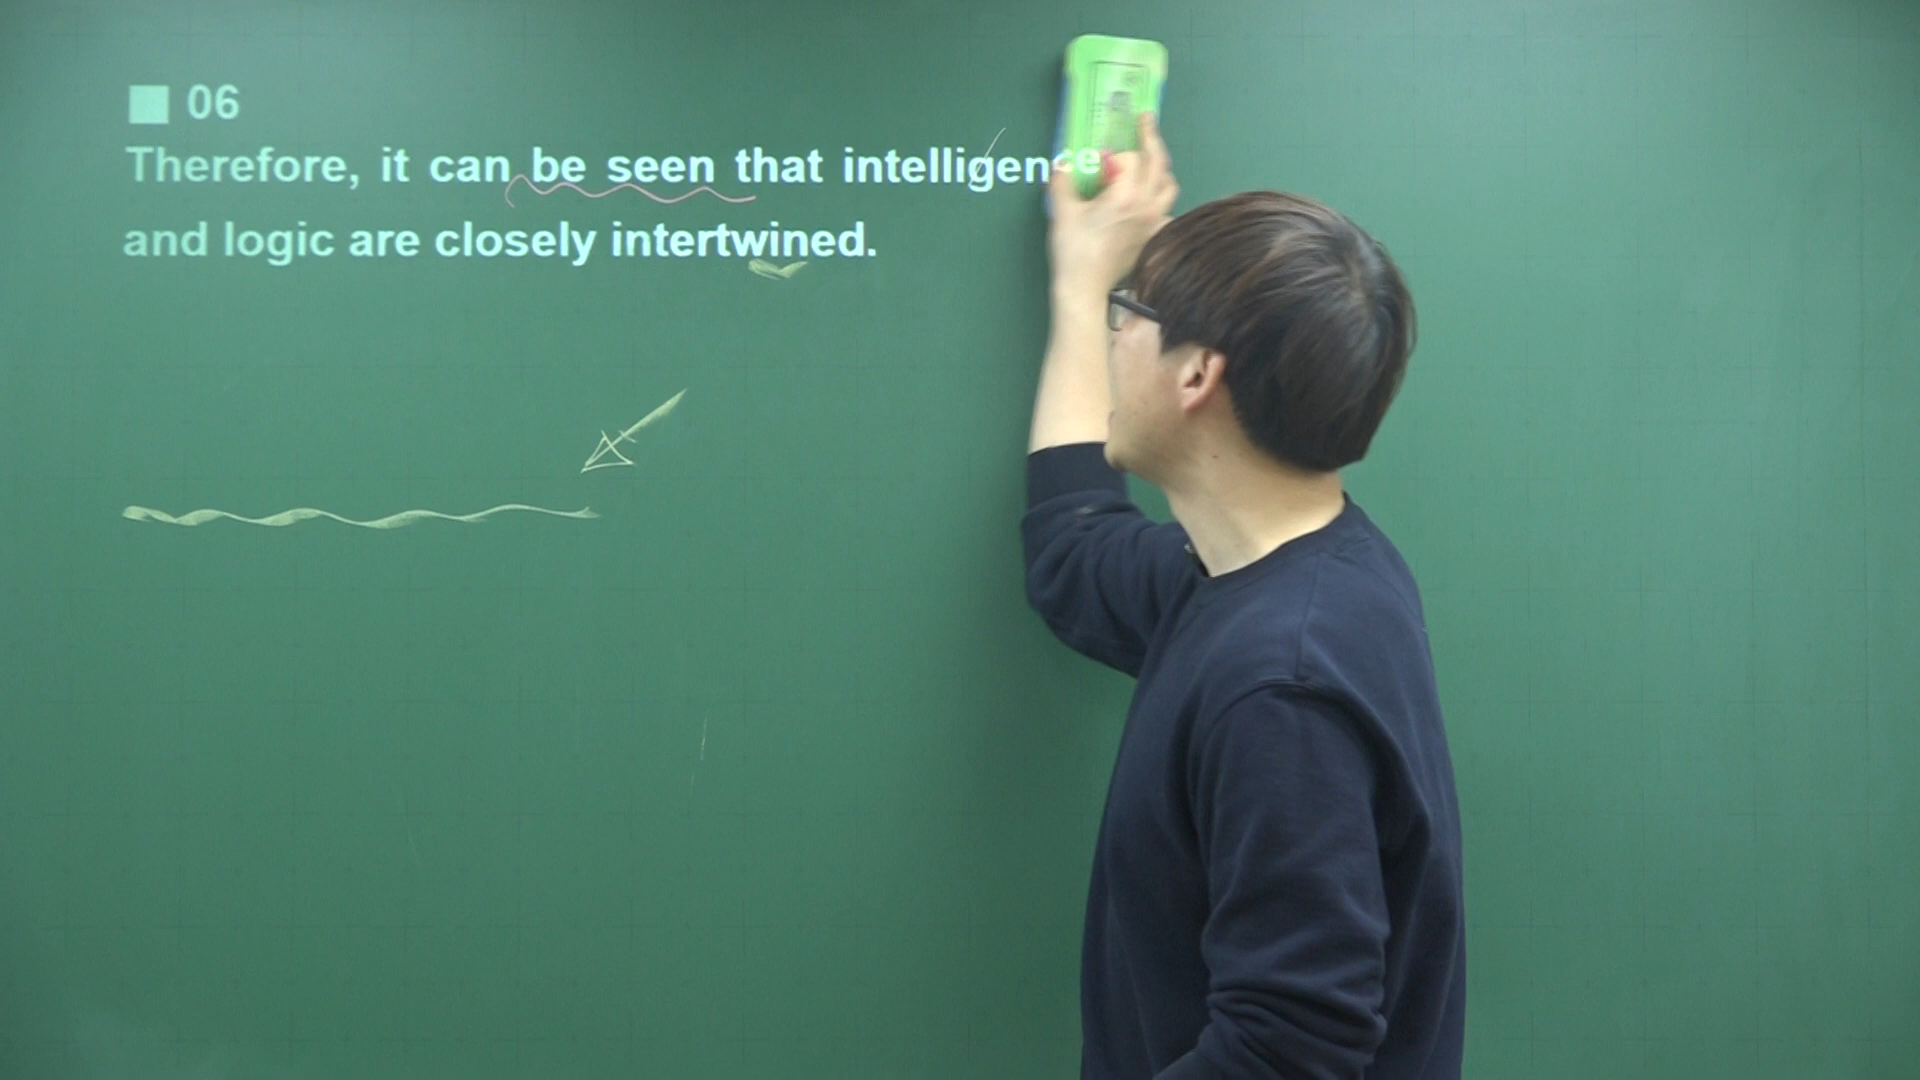 06
Therefore, it can be seen that intelligence
and logic are closely intertwined.